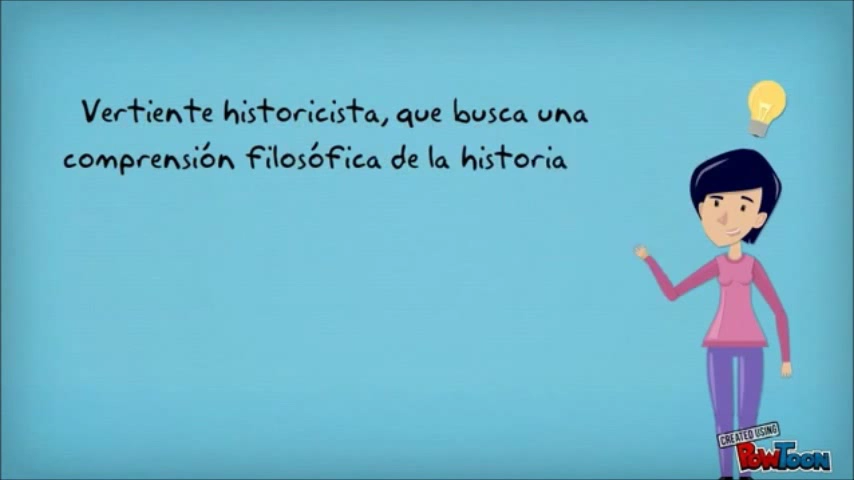 Vertiente historicista, que busca una
comprensión filosófica de la historia
CREATED USING
POWTOON